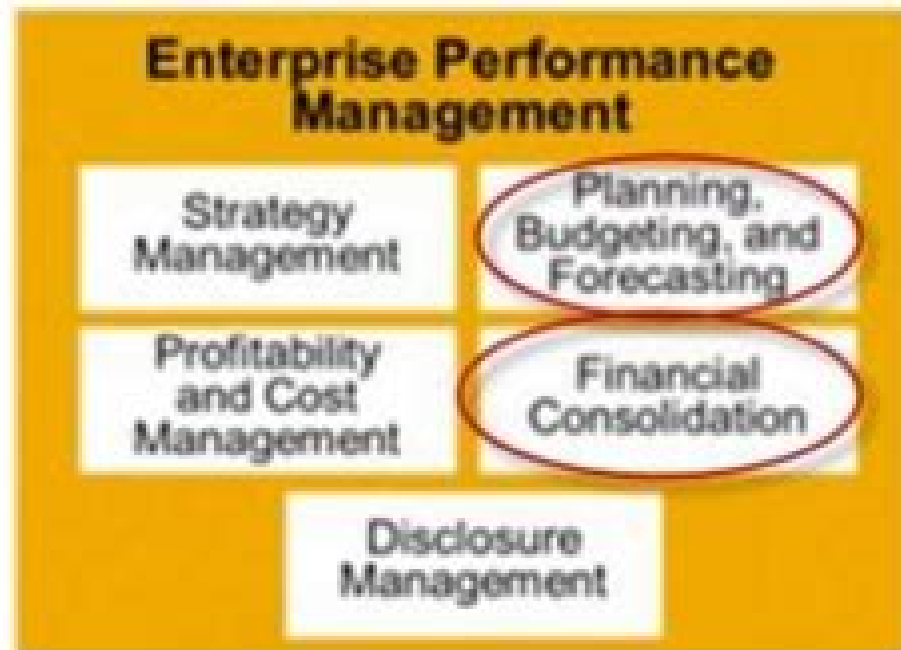 Enterprise Performance
Management
Strategy
Management
Planning,
Budgeting, and
Forecasting
Profitability
and Cost
Management
Financial
Consolidation
Disclosure
Management